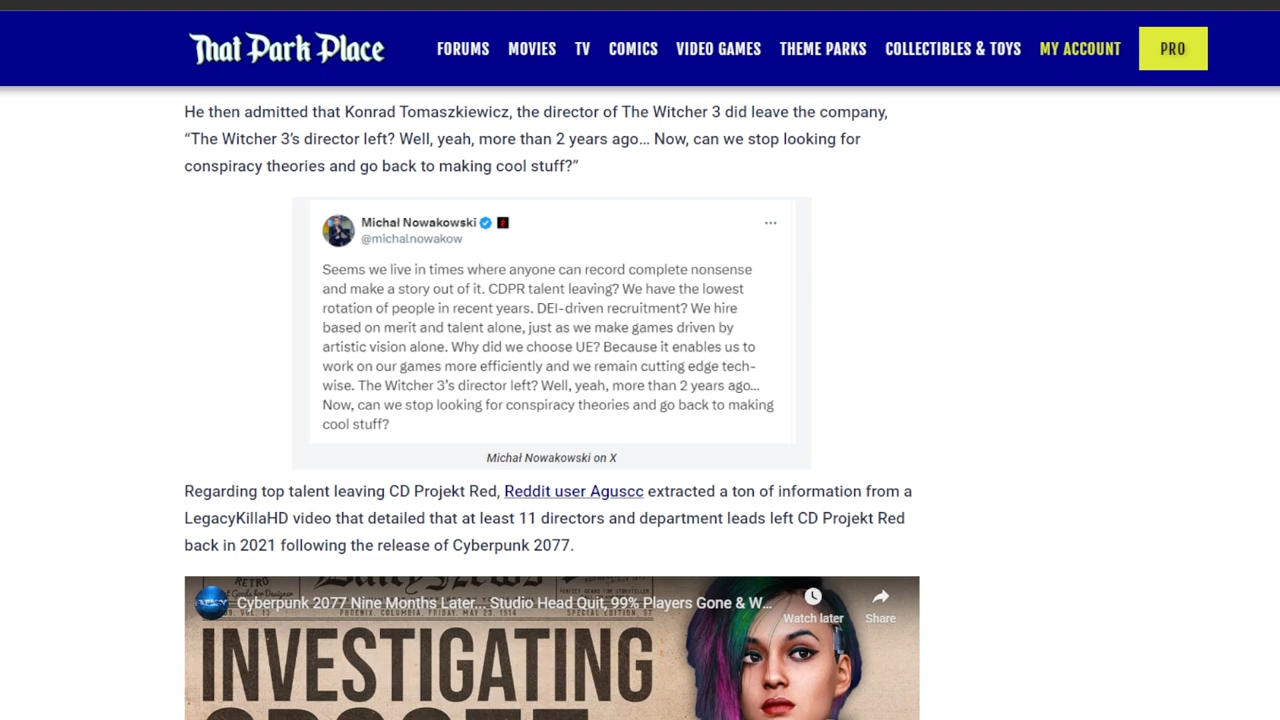 That Park Place
FORUMS MOVIES TV COMICS VIDEO GAMES THEME PARKS COLLECTIBLES & TOYS MY ACCOUNT PRO
He then admitted that Konrad Tomaszkiewicz, the director of The Witcher 3 did leave the company,
“The Witcher 3’s director left? Well, yeah, more than 2 years ago… Now, can we stop looking for
conspiracy theories and go back to making cool stuff?”
Michal Nowakowski
@michalnowakow
Seems we live in times where anyone can record complete nonsense
and make a story out of it. CDPR talent leaving? We have the lowest
rotation of people in recent years. DEI-driven recruitment? We hire
based on merit and talent alone, just as we make games driven by
artistic vision alone. Why did we choose UE? Because it enables us to
work on our games more efficiently and we remain cutting edge tech-
wise. The Witcher 3’s director left? Well, yeah, more than 2 years ago...
Now, can we stop looking for conspiracy theories and go back to making
cool stuff?
Michał Nowakowski on X
Regarding top talent leaving CD Projekt Red, Reddit user Aguscc extracted a ton of information from a
LegacyKillaHD video that detailed that at least 11 directors and department leads left CD Projekt Red
back in 2021 following the release of Cyberpunk 2077.
RETRO
Cyberpunk 2077 Nine Months Later... Studio Head Quit, 99% Players Gone & W...
Watch later
Share
PHOENIX, COLUMBIA, FRIDAY, MAY 23, 1914
SPECIAL EDITION
INVESTIGATING